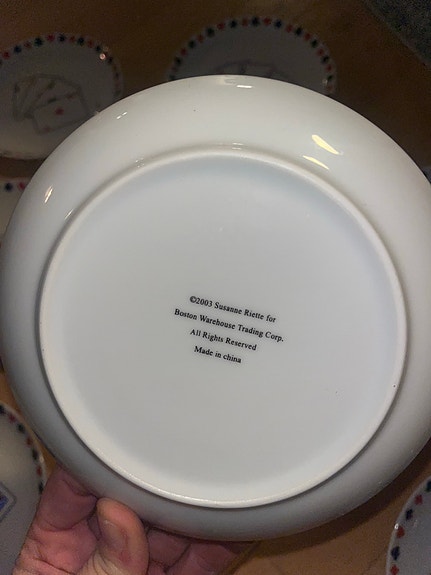 ©2003 Susanne Riette for
Boston Warehouse Trading Corp.
All Rights Reserved
Made in china